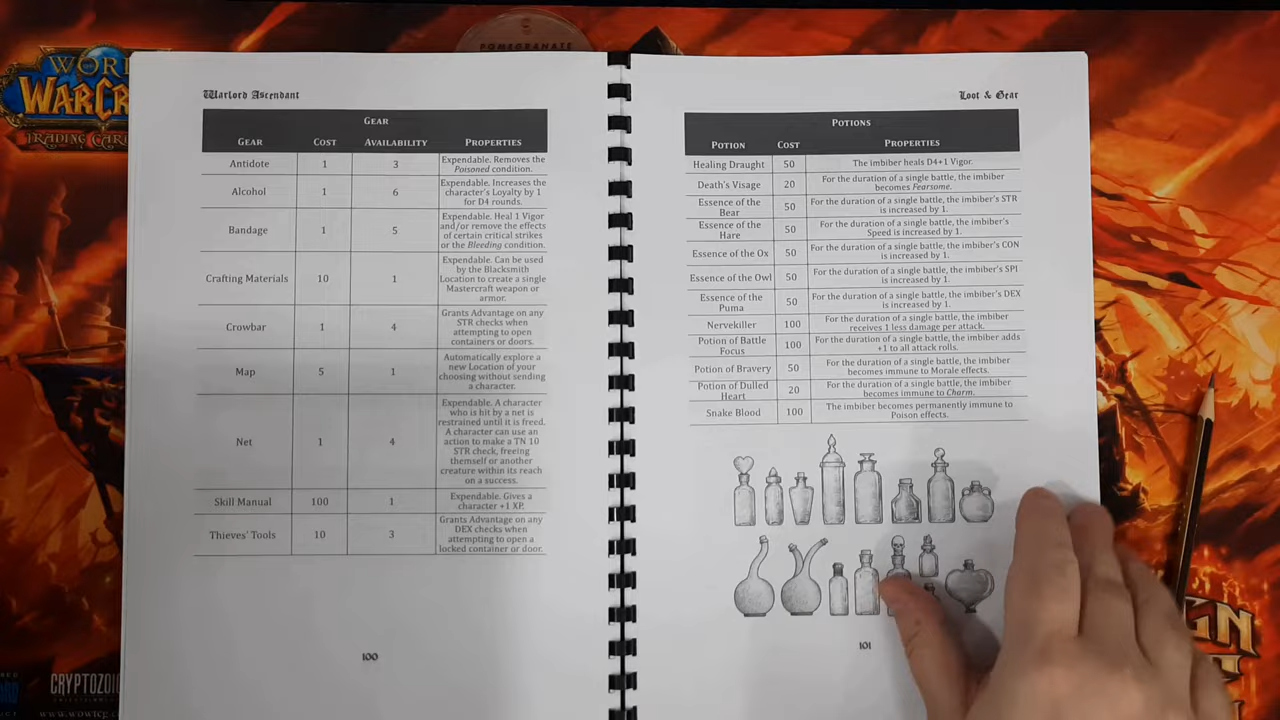 POMEGRANATE
WORL
WARCR
TRADING CAR
Warlord Ascendant
GEAR
GEAR COST AVAILABILITY PROPERTIES
Antidote 1 3 Expendable. Removes the
Poisoned condition.
Alcohol 1 6 Expendable. Increases the
character's Loyalty by 1
for D4 rounds.
Bandage 1 5 Expendable. Heal 1 Vigor
and/or remove the effects
of certain critical strikes
or the Bleeding condition.
Crafting Materials 10 1 Expendable. Can be used
by the Blacksmith
Location to create a single
Mastercraft weapon or
armor.
Crowbar 1 4 Grants Advantage on any
STR checks when
attempting to open
containers or doors.
Map 5 1 Automatically explore a
new Location of your
choosing without sending
a character.
Net 1 4 Expendable. A character
who is hit by a net is
restrained until it is freed.
A character can use an
action to make a TN 10
STR check, freeing
themself or another
creature within its reach
on a success.
Skill Manual 100 1 Expendable. Gives a
character +1 XP.
Thieves' Tools 10 3 Grants Advantage on any
DEX checks when
attempting to open a
locked container or door.
100
Loot & Gear
POTIONS
POTION COST PROPERTIES
Healing Draught 50 The imbiber heals D4+1 Vigor.
Death's Visage 20 For the duration of a single battle, the imbiber
becomes Fearsome.
Essence of the
Bear 50 For the duration of a single battle, the imbiber's STR
is increased by 1.
Essence of the
Hare 50 For the duration of a single battle, the imbiber's
Speed is increased by 1.
Essence of the Ox 50 For the duration of a single battle, the imbiber's CON
is increased by 1.
Essence of the Owl 50 For the duration of a single battle, the imbiber's SPI
is increased by 1.
Essence of the
Puma 50 For the duration of a single battle, the imbiber's DEX
is increased by 1.
Nervekiller 100 For the duration of a single battle, the imbiber
receives 1 less damage per attack.
Potion of Battle
Focus 100 For the duration of a single battle, the imbiber adds
+1 to all attack rolls.
Potion of Bravery 50 For the duration of a single battle, the imbiber
becomes immune to Morale effects.
Potion of Dulled
Heart 20 For the duration of a single battle, the imbiber
becomes immune to Charm.
Snake Blood 100 The imbiber becomes permanently immune to
Poison effects.
101
CRYPTOZOIC
www.wowtcg.c